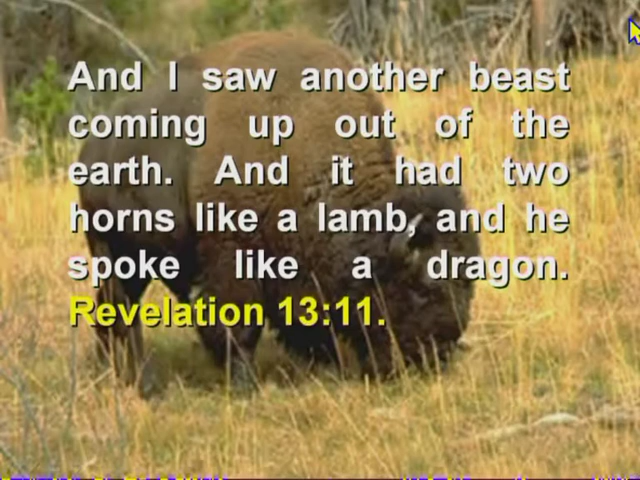 And I saw another beast
coming up out of the
earth. And it had two
horns like a lamb, and he
spoke like a dragon.
Revelation 13:11.